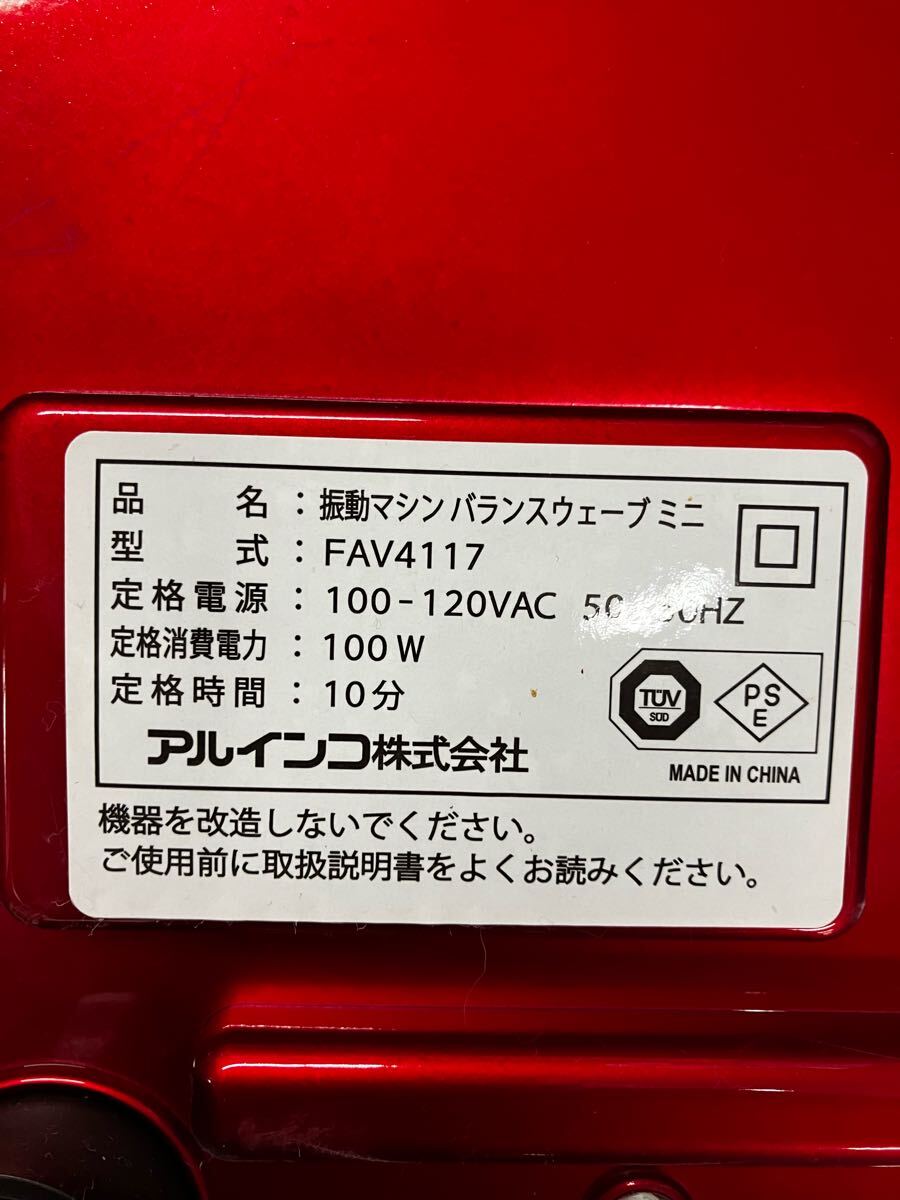 品名:振動マシン バランスウェーブ ミニ
型式:FAV4117
定格電源:100-120VAC 50 60HZ
定格消費電力:100W
定格時間:10分
TÜV
SÜD
PS
E
アルインコ株式会社
MADE IN CHINA
機器を改造しないでください。
ご使用前に取扱説明書をよくお読みください。